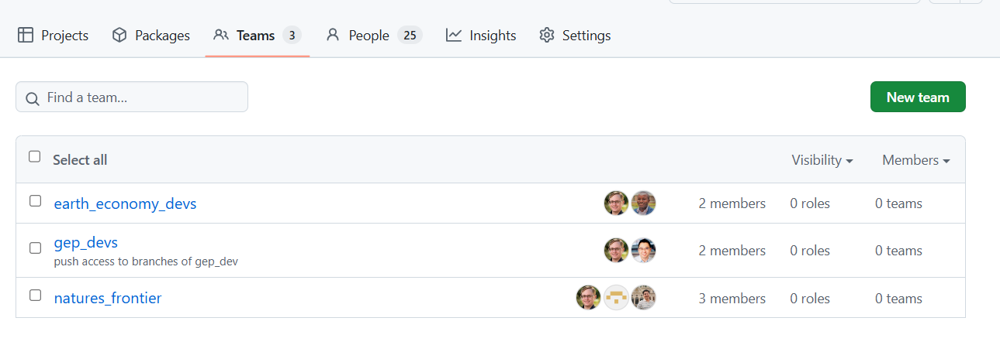 Projects Packages Teams 3 People 25 Insights Settings
Find a team... New team
Select all Visibility Members
earth_economy_devs 2 members 0 roles 0 teams
gep_devs 2 members 0 roles 0 teams
push access to branches of gep_dev
natures_frontier 3 members 0 roles 0 teams